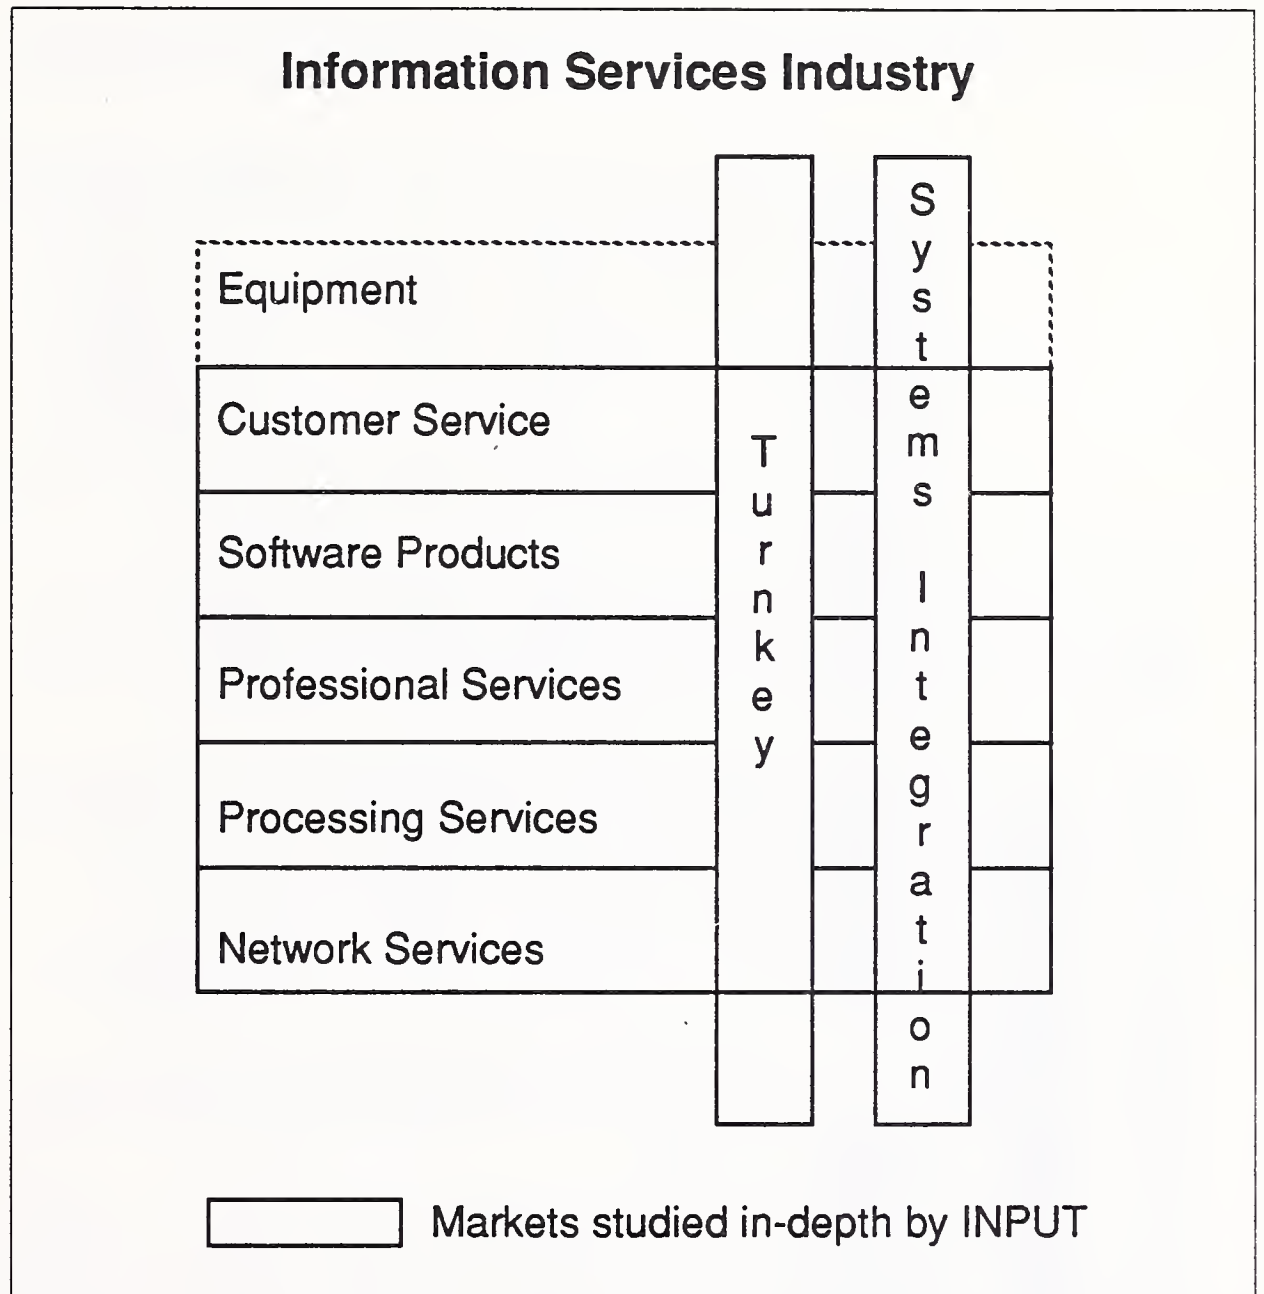 Information Services Industry
Equipment
Customer Service
Software Products
Professional Services
Processing Services
Network Services
Turnkey
Systems Integration
Markets studied in-depth by INPUT